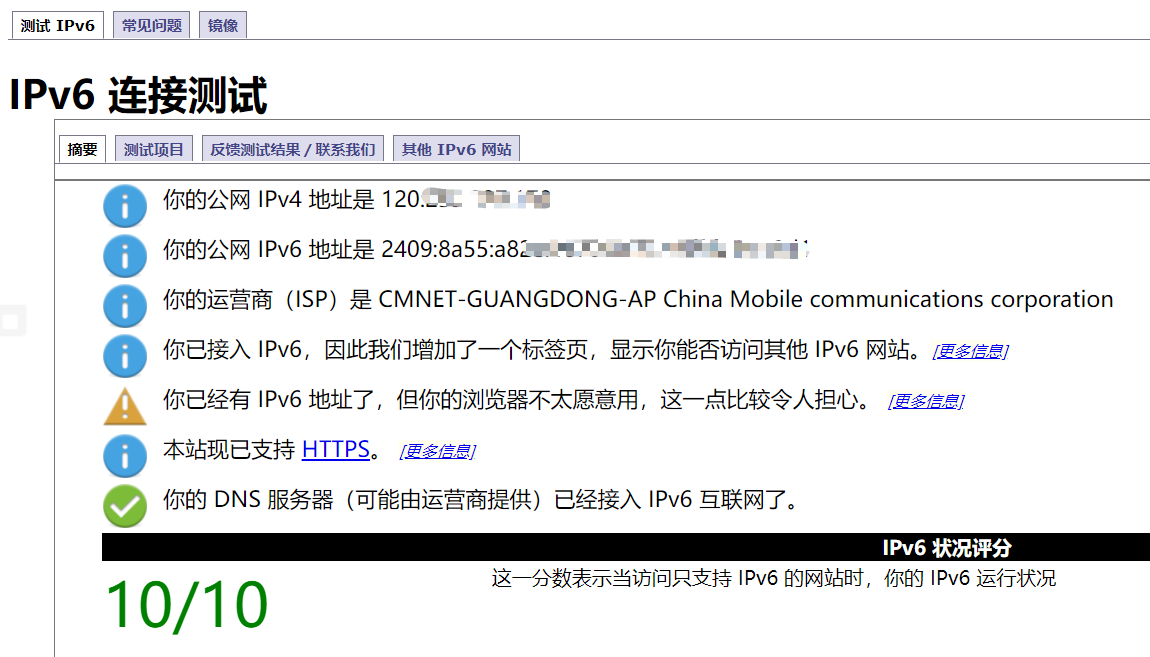 测试 IPv6 常见问题 镜像
IPv6 连接测试
摘要 测试项目 反馈测试结果 / 联系我们 其他 IPv6 网站
你的公网 IPv4 地址是 120.
你的公网 IPv6 地址是 2409:8a55:a82
你的运营商（ISP）是 CMNET-GUANGDONG-AP China Mobile communications corporation
你已接入 IPv6，因此我们增加了一个标签页，显示你能否访问其他 IPv6 网站。 [更多信息]
你已经有 IPv6 地址了，但你的浏览器不太愿意用，这一点比较令人担心。 [更多信息]
本站现已支持 HTTPS。 [更多信息]
你的 DNS 服务器（可能由运营商提供）已经接入 IPv6 互联网了。
IPv6 状况评分
10/10 这一分数表示当访问只支持 IPv6 的网站时，你的 IPv6 运行状况